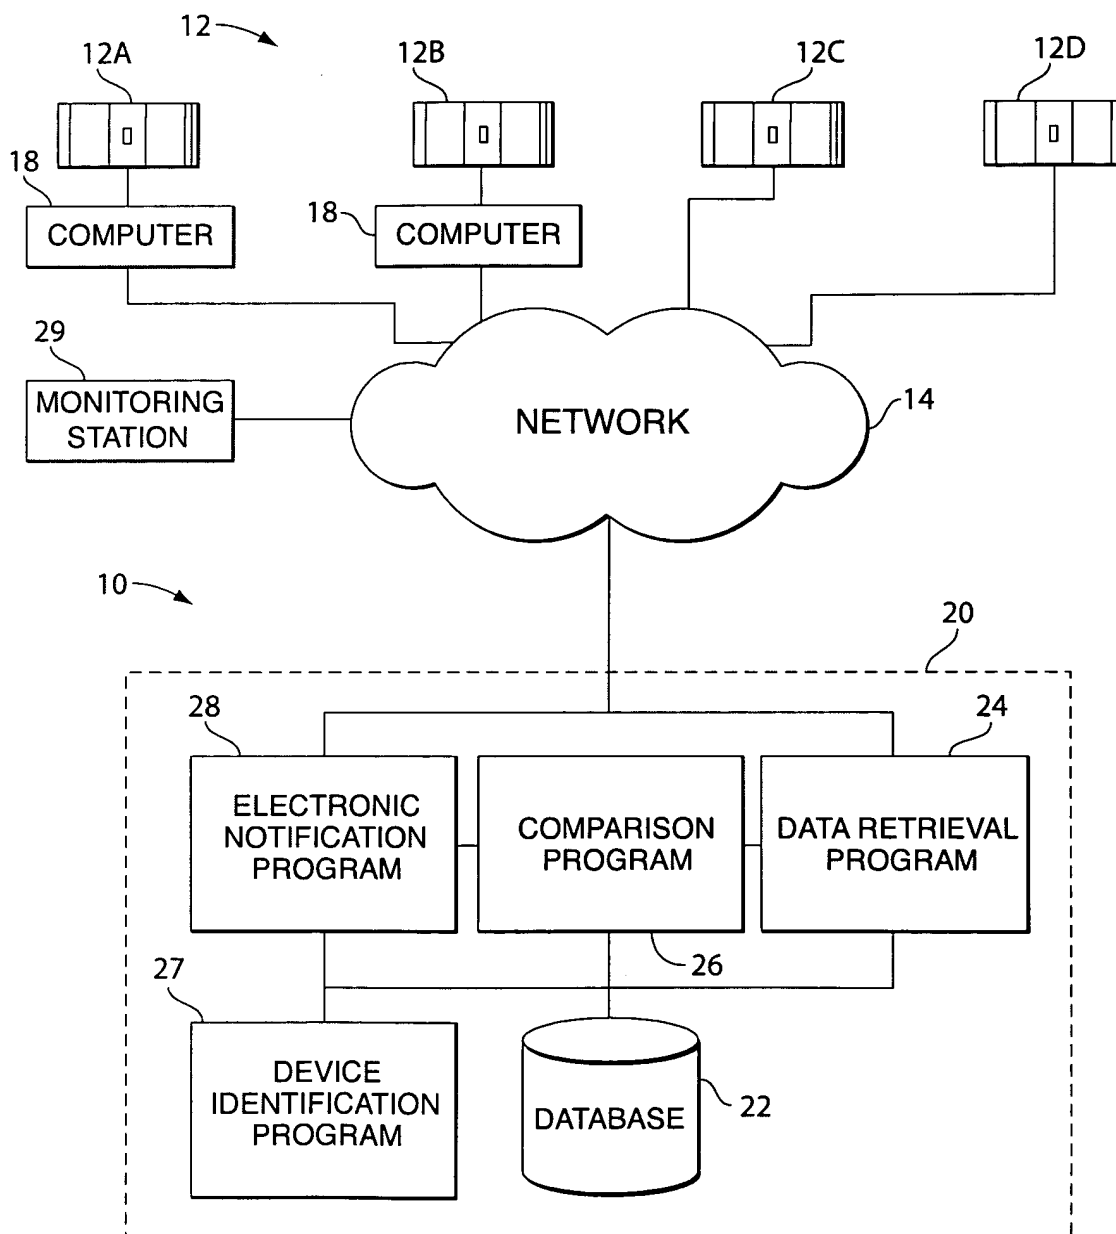 12
12A
12B
12C
12D
18
COMPUTER
18
COMPUTER
29
MONITORING
STATION
NETWORK
14
10
20
28
24
ELECTRONIC
NOTIFICATION
PROGRAM
COMPARISON
PROGRAM
DATA RETRIEVAL
PROGRAM
27
26
DEVICE
IDENTIFICATION
PROGRAM
DATABASE
22